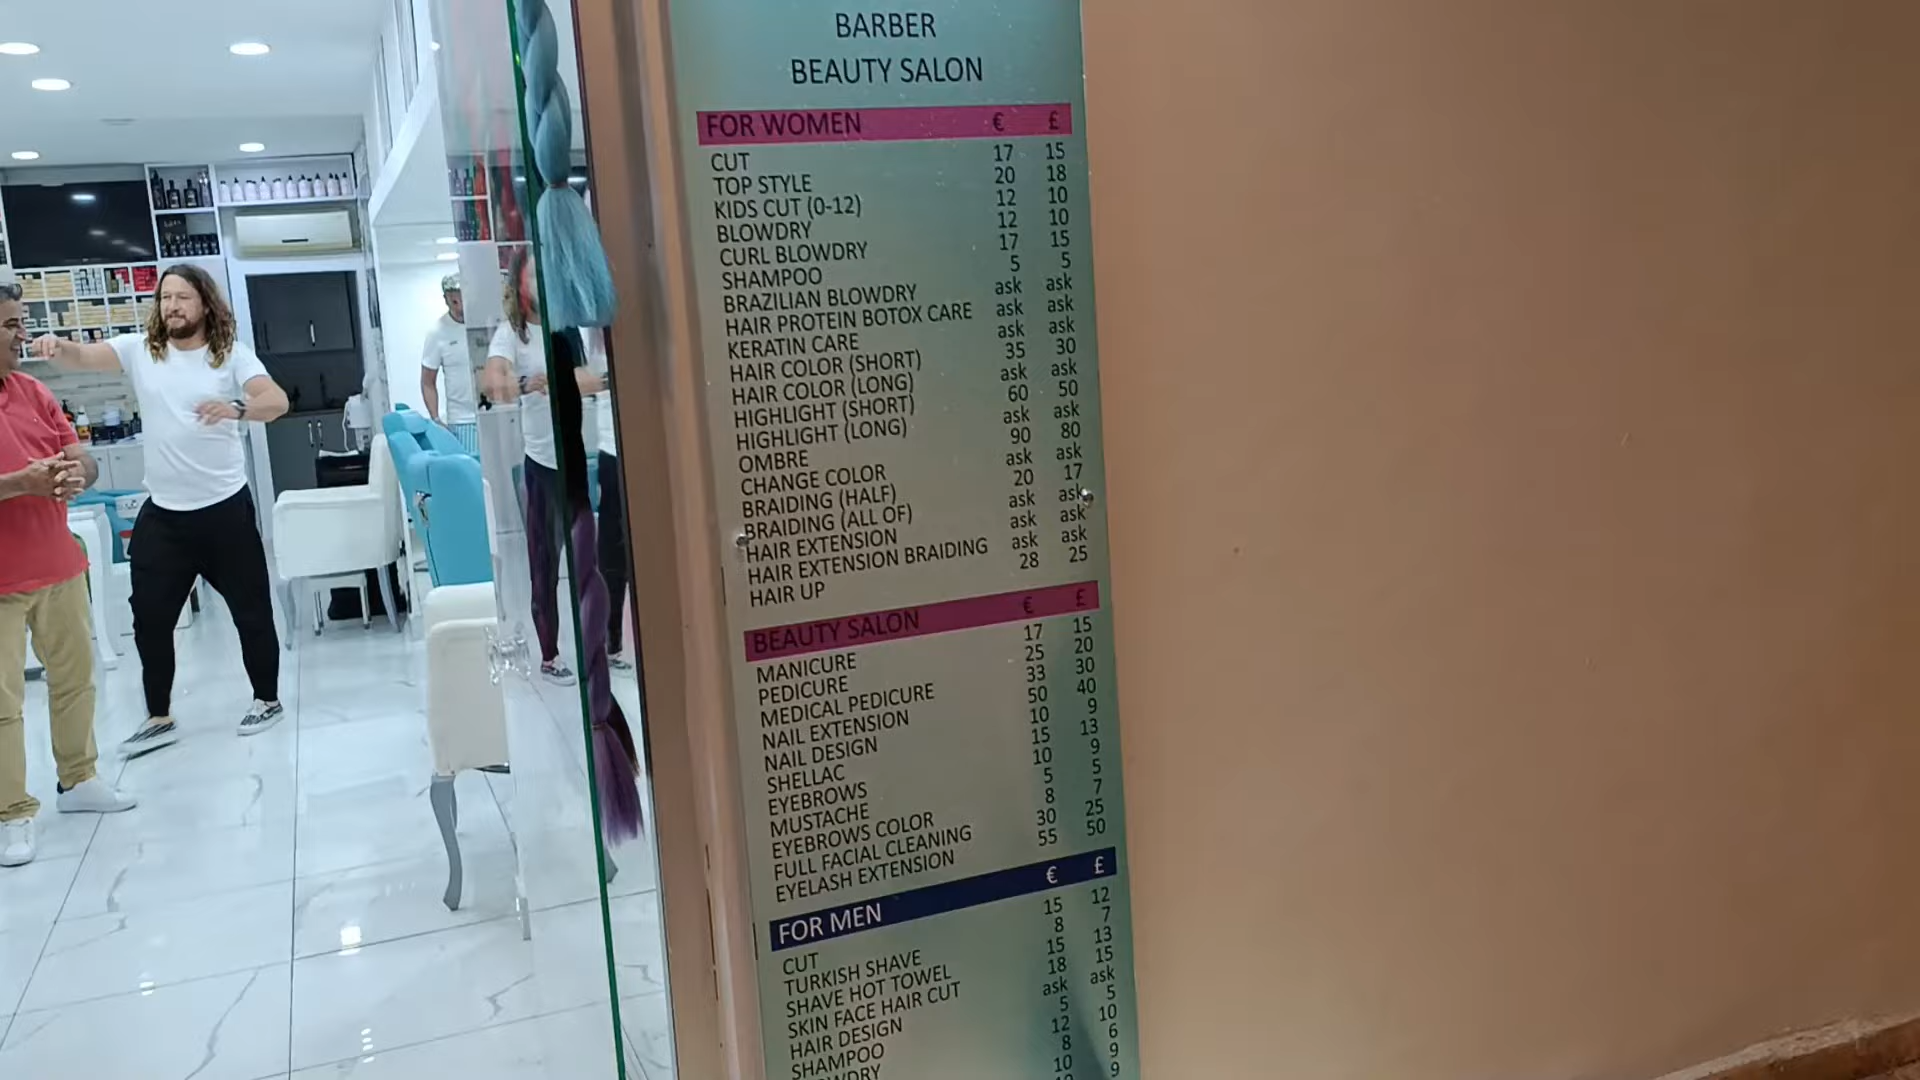 BARBER
BEAUTY SALON
FOR WOMEN € £
CUT 17 15
TOP STYLE 20 18
KIDS CUT (0-12) 12 10
BLOWDRY 12 10
CURL BLOWDRY 17 15
SHAMPOO 5 5
BRAZILIAN BLOWDRY ask ask
HAIR PROTEIN BOTOX CARE ask ask
KERATIN CARE ask ask
HAIR COLOR (SHORT) 35 30
HAIR COLOR (LONG) ask ask
HIGHLIGHT (SHORT) 60 50
HIGHLIGHT (LONG) ask ask
OMBRE 90 80
CHANGE COLOR ask ask
BRAIDING (HALF) 20 17
BRAIDING (ALL OF) ask ask
HAIR EXTENSION ask ask
HAIR EXTENSION BRAIDING ask ask
HAIR UP 28 25
BEAUTY SALON € £
MANICURE 17 15
PEDICURE 25 20
MEDICAL PEDICURE 33 30
NAIL EXTENSION 50 40
NAIL DESIGN 10 9
SHELLAC 15 13
EYEBROWS 10 9
MUSTACHE 5 5
EYEBROWS COLOR 8 7
FULL FACIAL CLEANING 30 25
EYELASH EXTENSION 55 50
FOR MEN € £
CUT 15 12
TURKISH SHAVE 8 7
SHAVE HOT TOWEL 15 13
SKIN FACE HAIR CUT 18 15
HAIR DESIGN ask ask
SHAMPOO 5 5
12 10
8 6
10 9
9